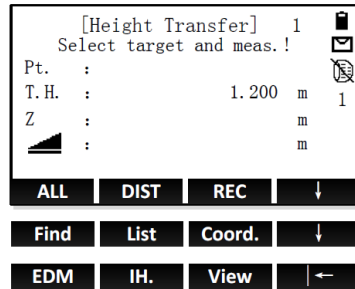 [Height Transfer] 1
Select target and meas.!
Pt. :
T.H. : 1.200 m
1
Z : m
: m
ALL DIST REC ↓
Find List Coord. ↓
EDM IH. View |←